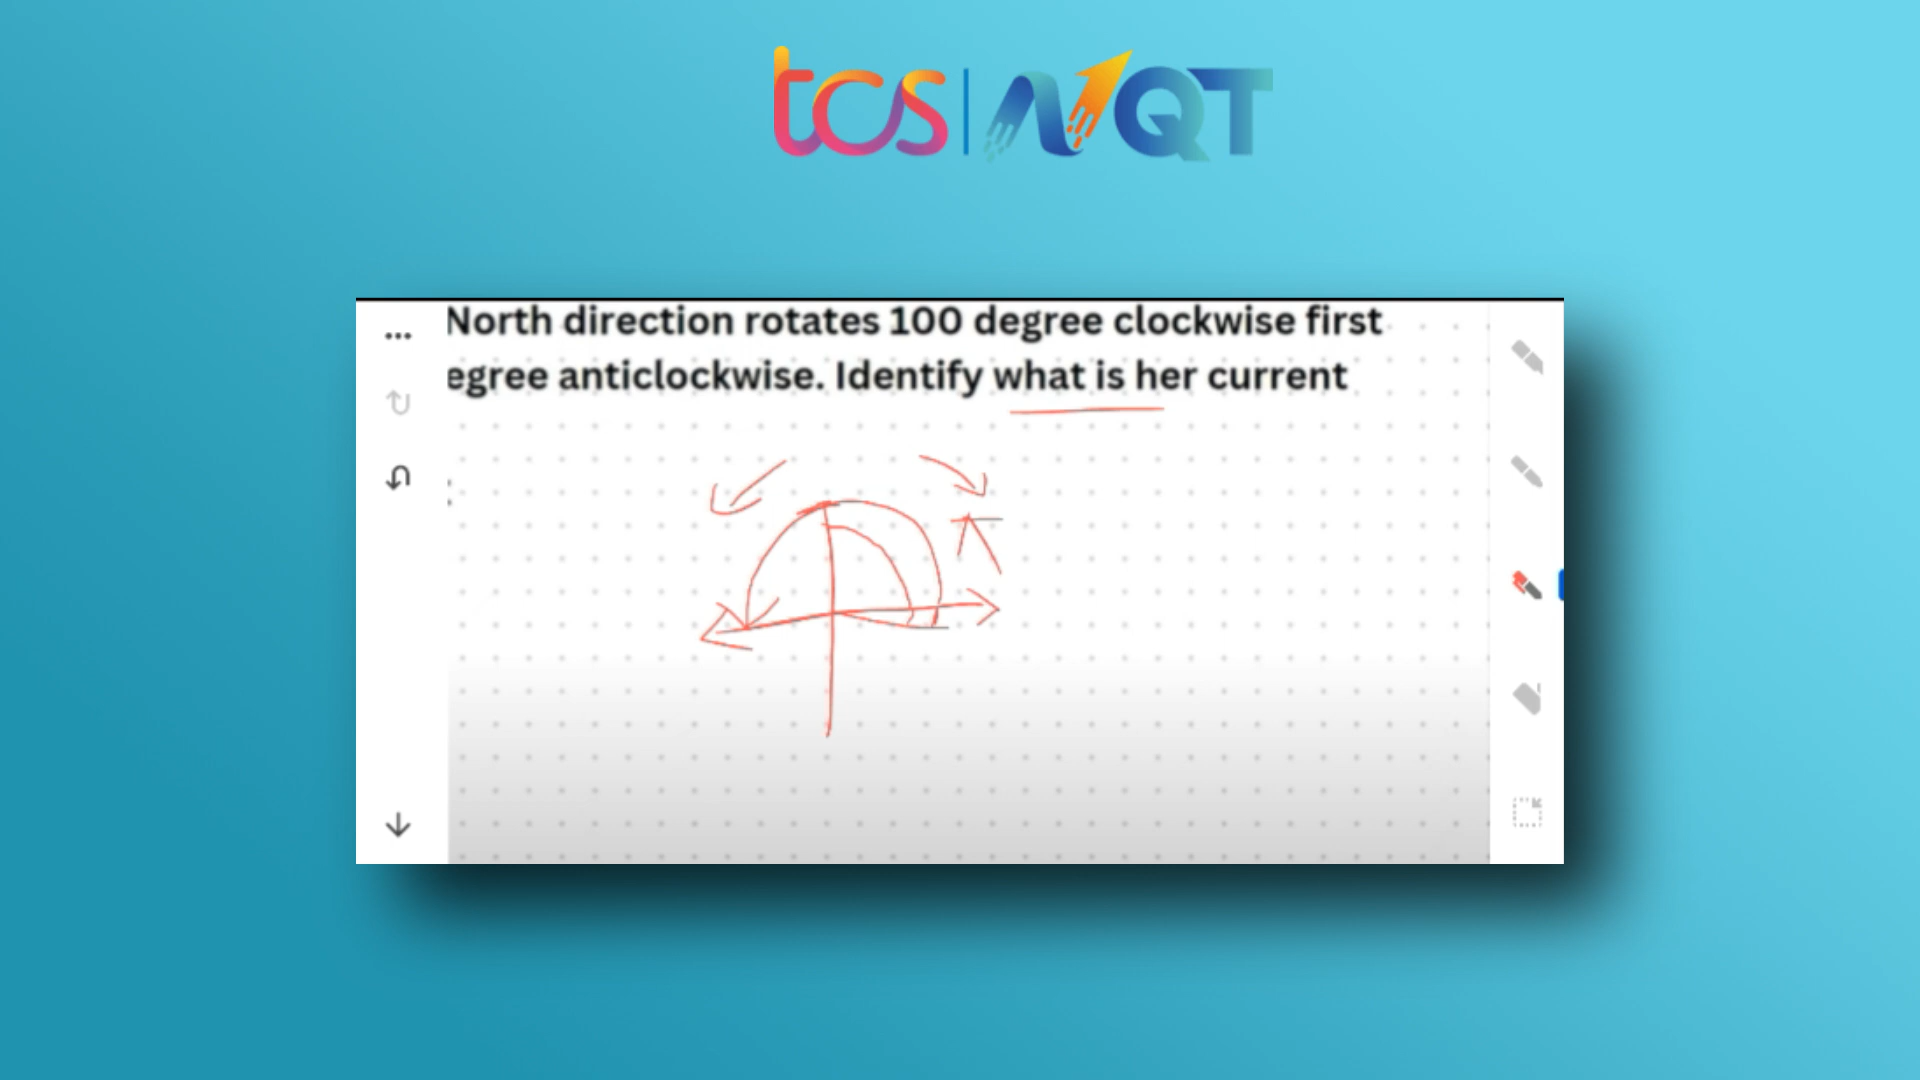 tcs | NQT
North direction rotates 100 degree clockwise first
egree anticlockwise. Identify what is her current